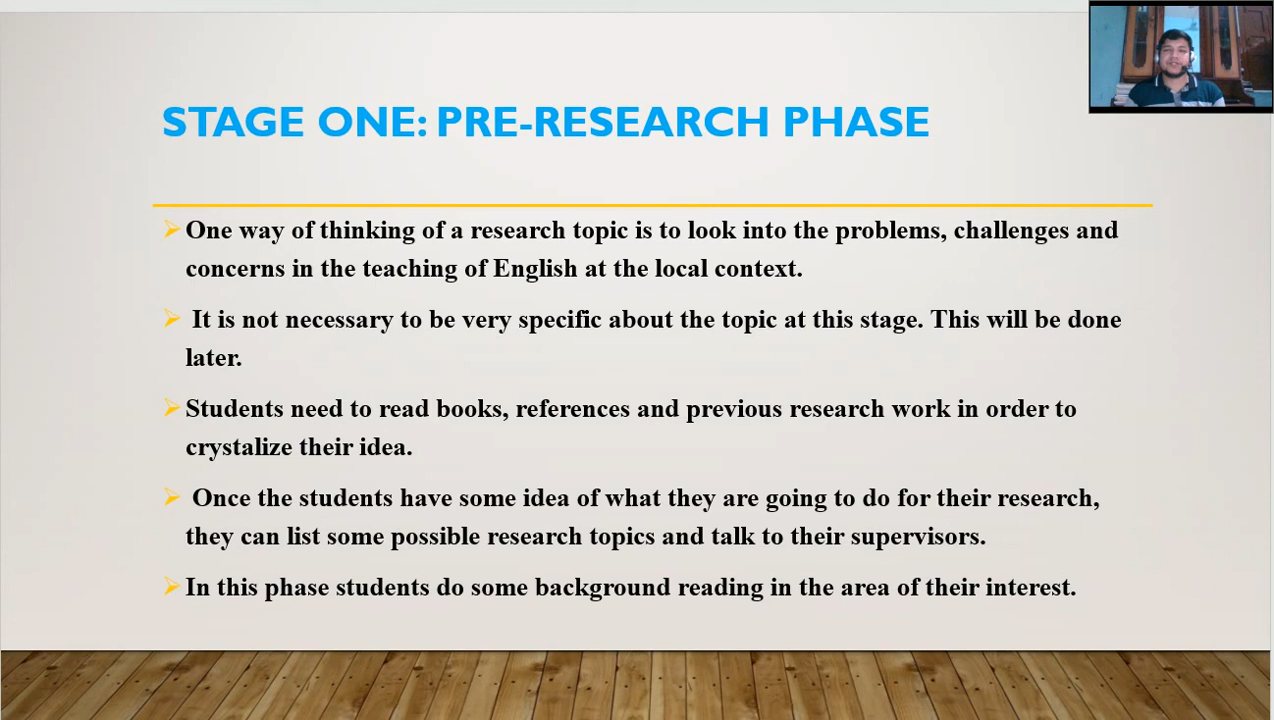 STAGE ONE: PRE-RESEARCH PHASE
One way of thinking of a research topic is to look into the problems, challenges and
concerns in the teaching of English at the local context.
It is not necessary to be very specific about the topic at this stage. This will be done
later.
Students need to read books, references and previous research work in order to
crystalize their idea.
Once the students have some idea of what they are going to do for their research,
they can list some possible research topics and talk to their supervisors.
In this phase students do some background reading in the area of their interest.